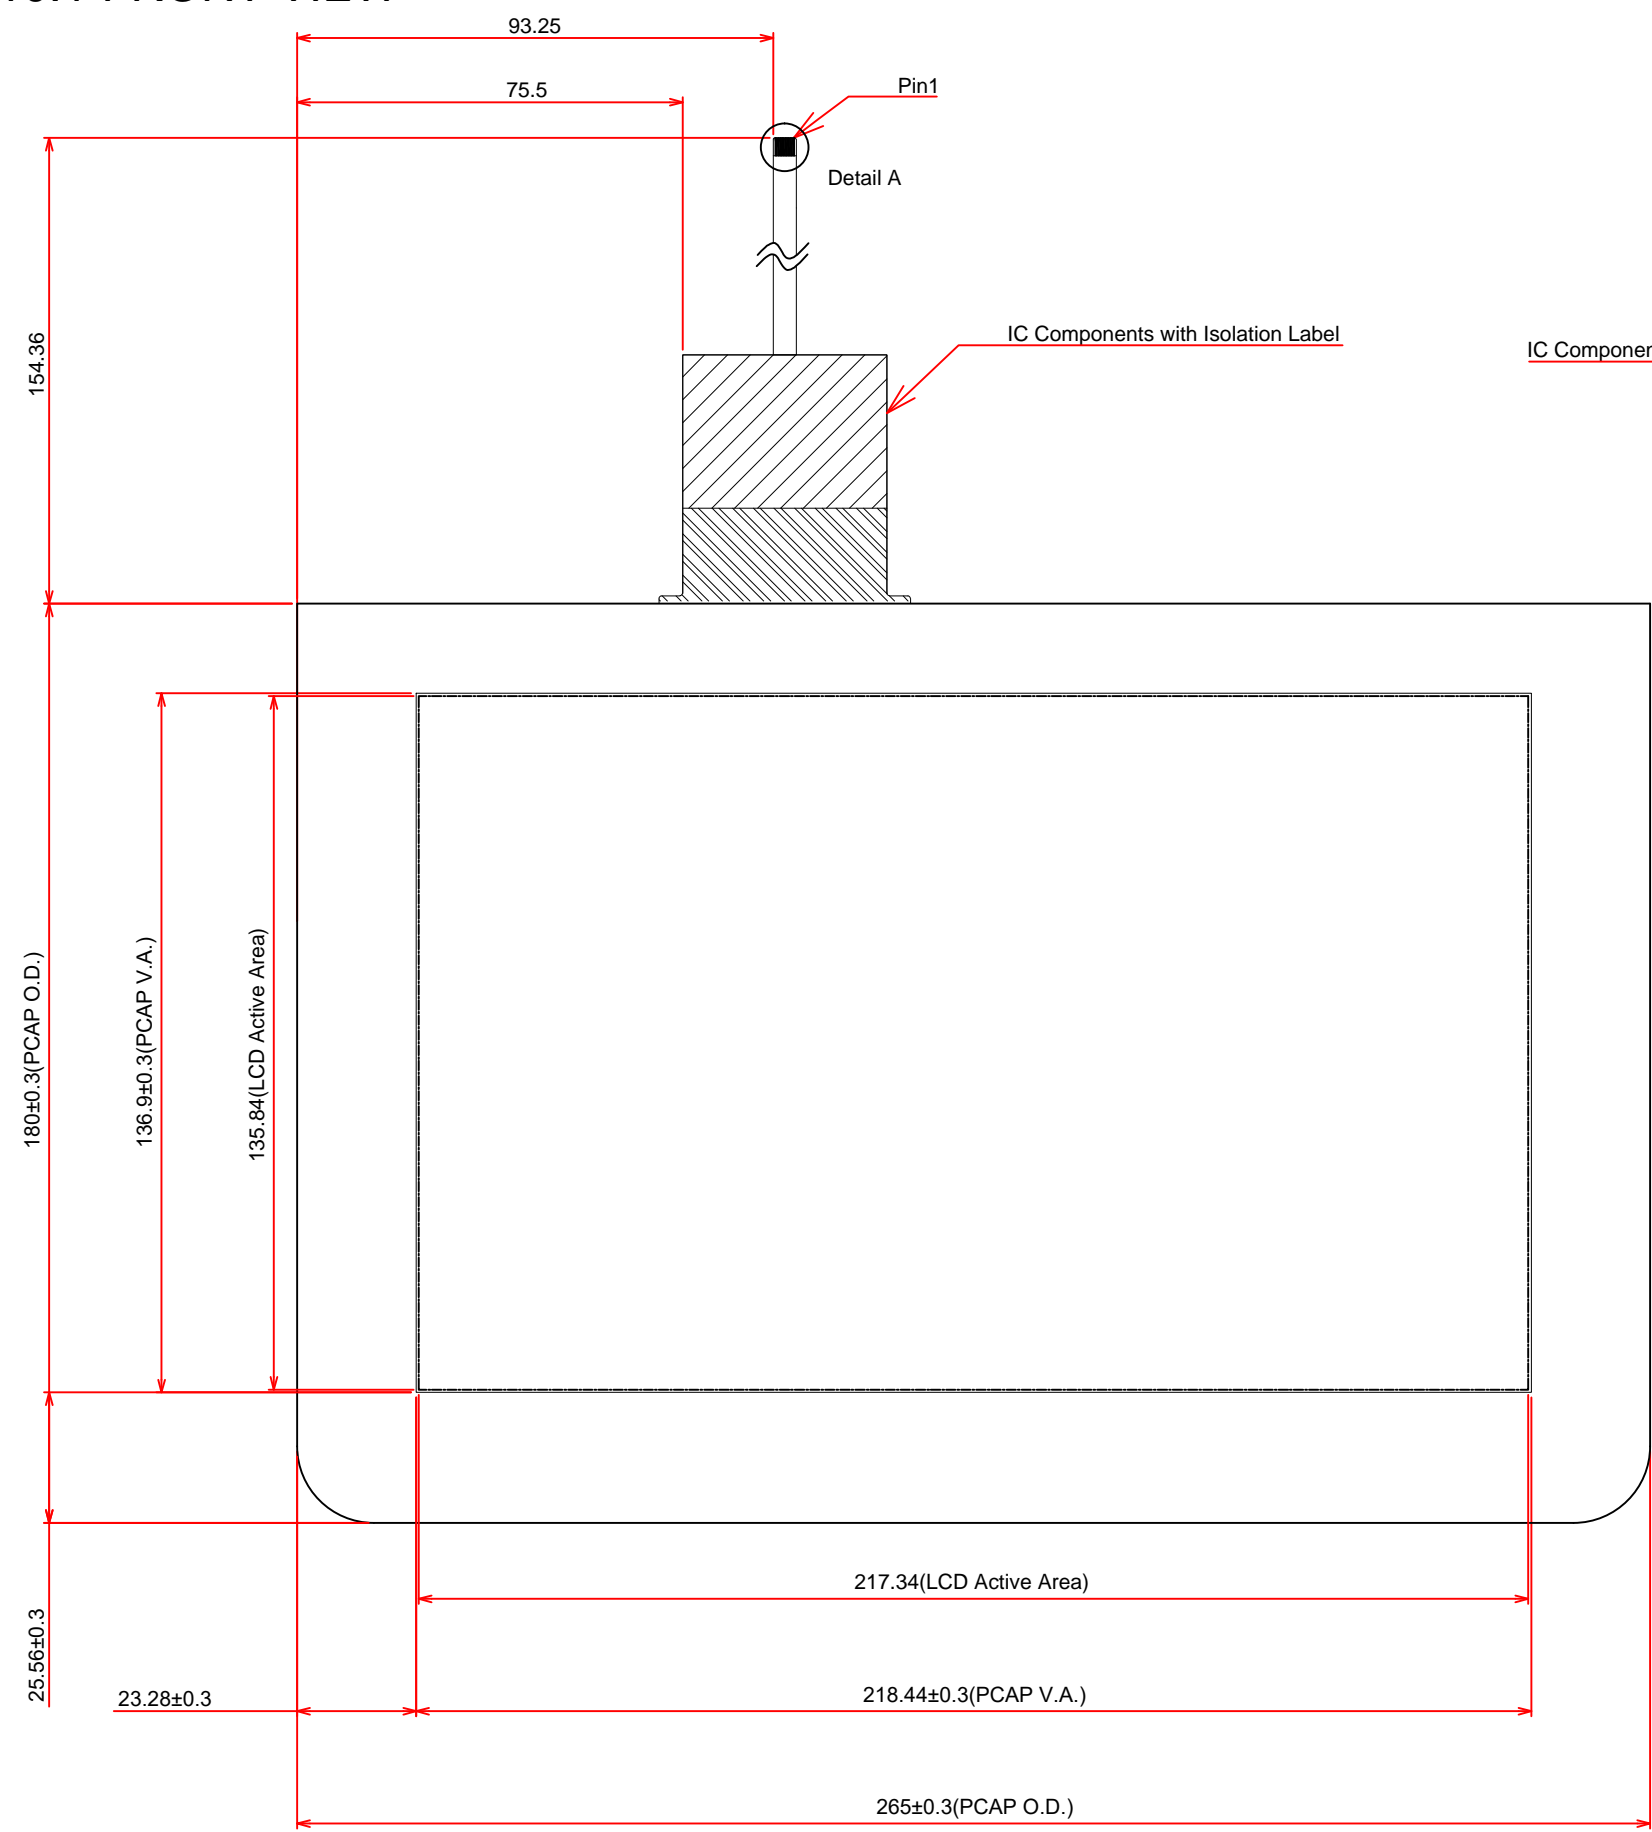 93.25
75.5
Pin1
Detail A
154.36
IC Components with Isolation Label
180±0.3(PCAP O.D.)
136.9±0.3(PCAP V.A.)
135.84(LCD Active Area)
217.34(LCD Active Area)
25.56±0.3
23.28±0.3
218.44±0.3(PCAP V.A.)
265±0.3(PCAP O.D.)